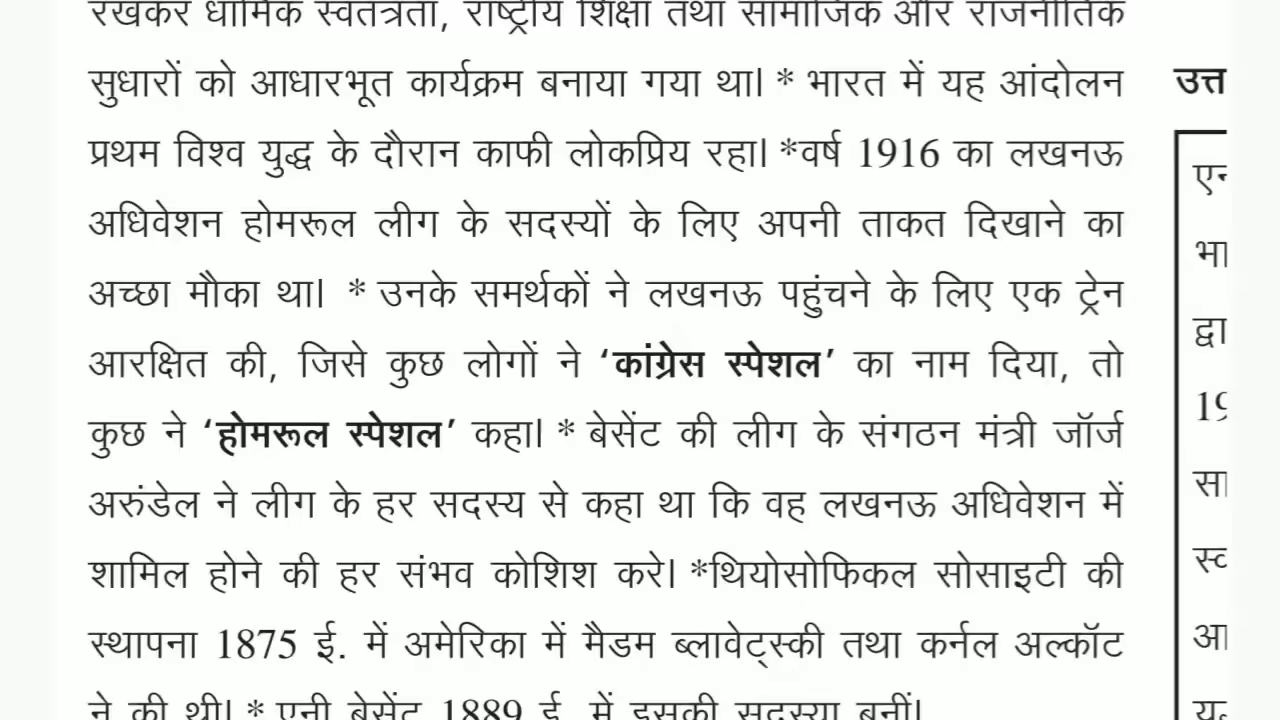 रखकर धार्मिक स्वतंत्रता, राष्ट्रीय शिक्षा तथा सामाजिक और राजनीतिक
सुधारों को आधारभूत कार्यक्रम बनाया गया था। * भारत में यह आंदोलन
प्रथम विश्व युद्ध के दौरान काफी लोकप्रिय रहा। *वर्ष 1916 का लखनऊ
अधिवेशन होमरूल लीग के सदस्यों के लिए अपनी ताकत दिखाने का
अच्छा मौका था। * उनके समर्थकों ने लखनऊ पहुंचने के लिए एक ट्रेन
आरक्षित की, जिसे कुछ लोगों ने ‘कांग्रेस स्पेशल’ का नाम दिया, तो
कुछ ने ‘होमरूल स्पेशल’ कहा। * बेसेंट की लीग के संगठन मंत्री जॉर्ज
अरुंडेल ने लीग के हर सदस्य से कहा था कि वह लखनऊ अधिवेशन में
शामिल होने की हर संभव कोशिश करे। *थियोसोफिकल सोसाइटी की
स्थापना 1875 ई. में अमेरिका में मैडम ब्लावेट्स्की तथा कर्नल अल्कॉट
ने की थी। * एनी बेसेंट 1889 ई. में इसकी सदस्या बनीं।
उत्त
भा
द्वा
19
सा
आ